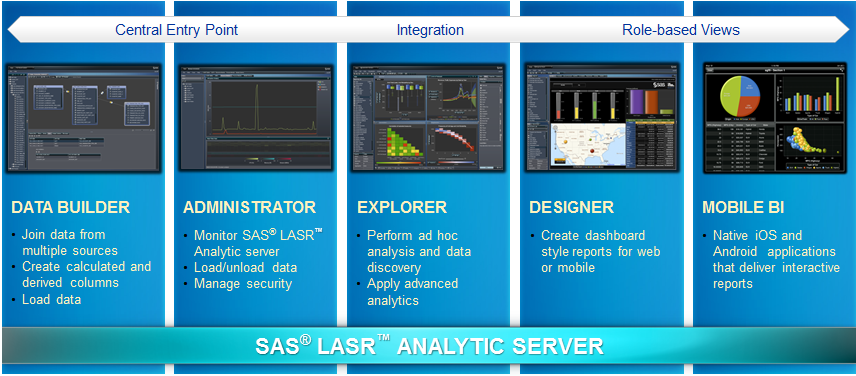 Central Entry Point
Integration
Role-based Views
DATA BUILDER
• Join data from
multiple sources
• Create calculated and
derived columns
• Load data
ADMINISTRATOR
• Monitor SAS® LASR™
Analytic server
• Load/unload data
• Manage security
EXPLORER
• Perform ad hoc
analysis and data
discovery
• Apply advanced
analytics
DESIGNER
• Create dashboard
style reports for web
or mobile
MOBILE BI
• Native iOS and
Android applications
that deliver interactive
reports
SAS® LASR™ ANALYTIC SERVER